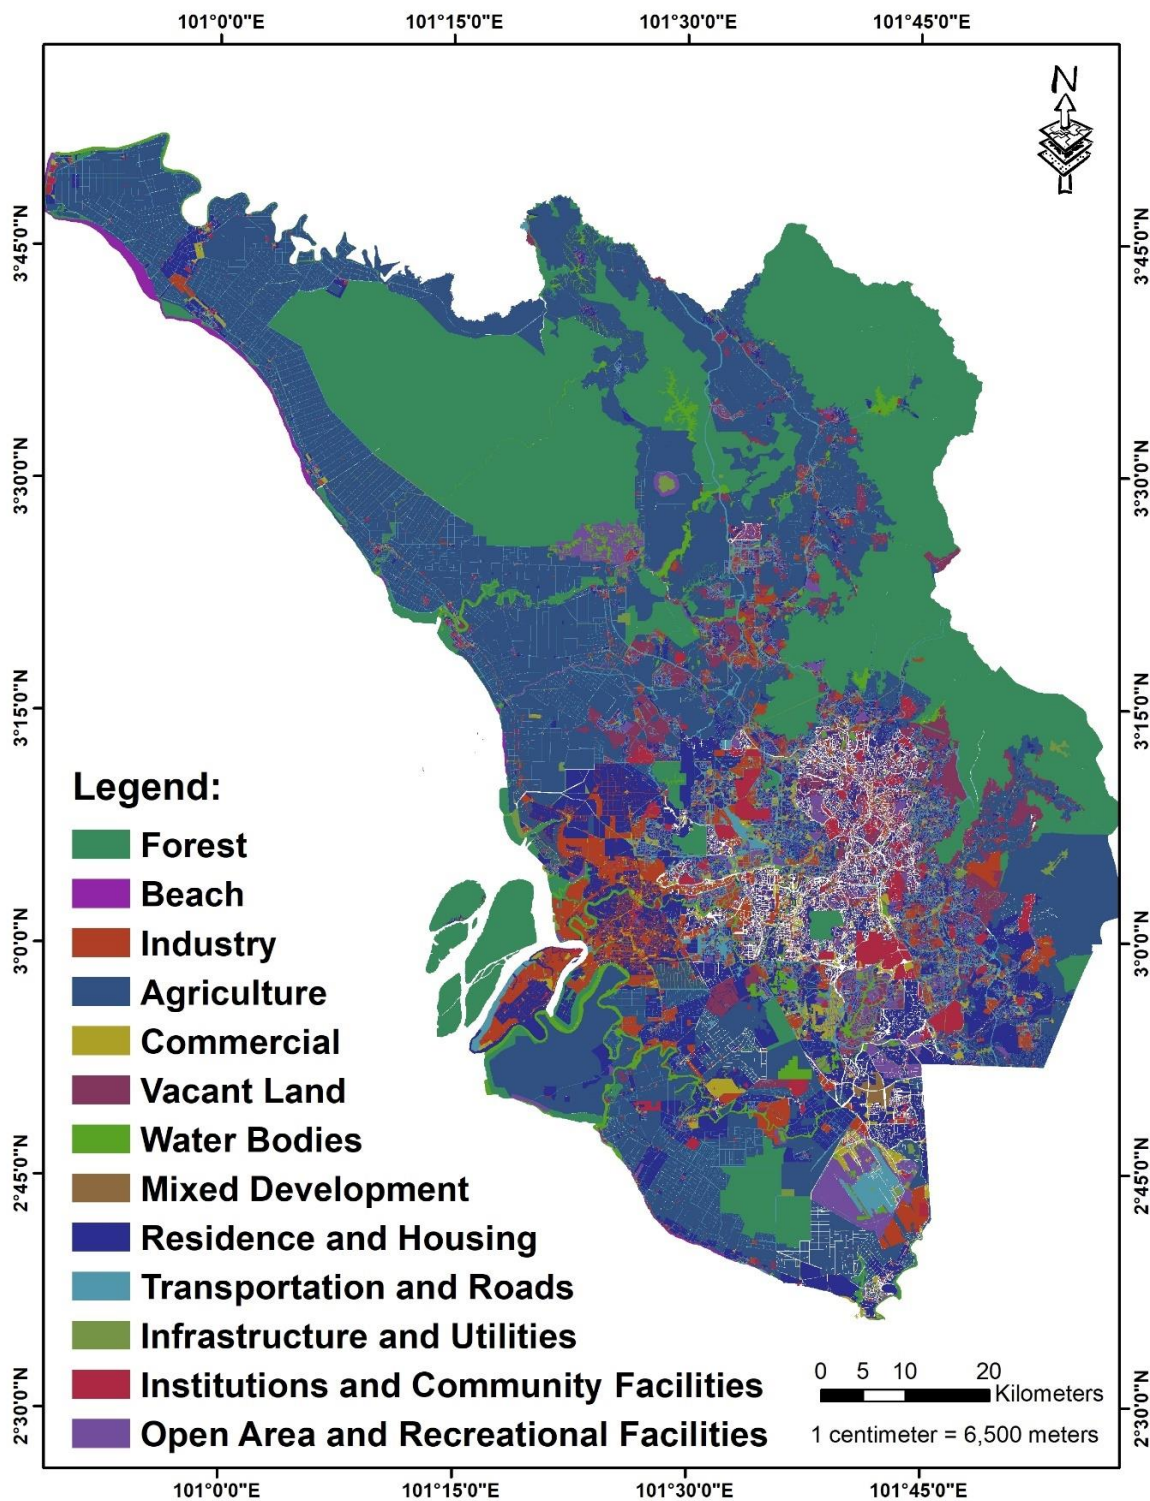 101°0'0"E 101°15'0"E 101°30'0"E 101°45'0"E
N
3°45'0"N 3°45'0"N
3°30'0"N 3°30'0"N
3°15'0"N 3°15'0"N
3°0'0"N 3°0'0"N
2°45'0"N 2°45'0"N
2°30'0"N 2°30'0"N
Legend:
Forest
Beach
Industry
Agriculture
Commercial
Vacant Land
Water Bodies
Mixed Development
Residence and Housing
Transportation and Roads
Infrastructure and Utilities
Institutions and Community Facilities
Open Area and Recreational Facilities
0 5 10 20
Kilometers
1 centimeter = 6,500 meters
101°0'0"E 101°15'0"E 101°30'0"E 101°45'0"E